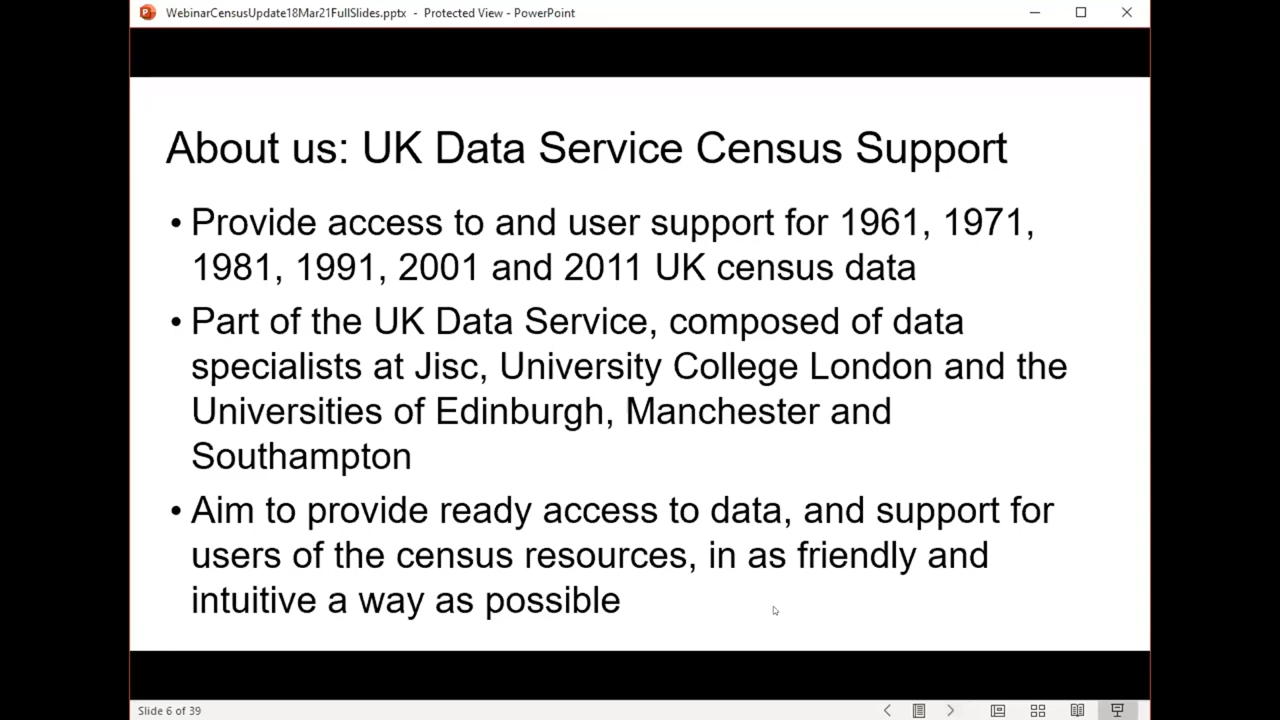 WebinarCensusUpdate18Mar21FullSlides.pptx - Protected View - PowerPoint
About us: UK Data Service Census Support
• Provide access to and user support for 1961, 1971,
1981, 1991, 2001 and 2011 UK census data
• Part of the UK Data Service, composed of data
specialists at Jisc, University College London and the
Universities of Edinburgh, Manchester and
Southampton
• Aim to provide ready access to data, and support for
users of the census resources, in as friendly and
intuitive a way as possible
Slide 6 of 39